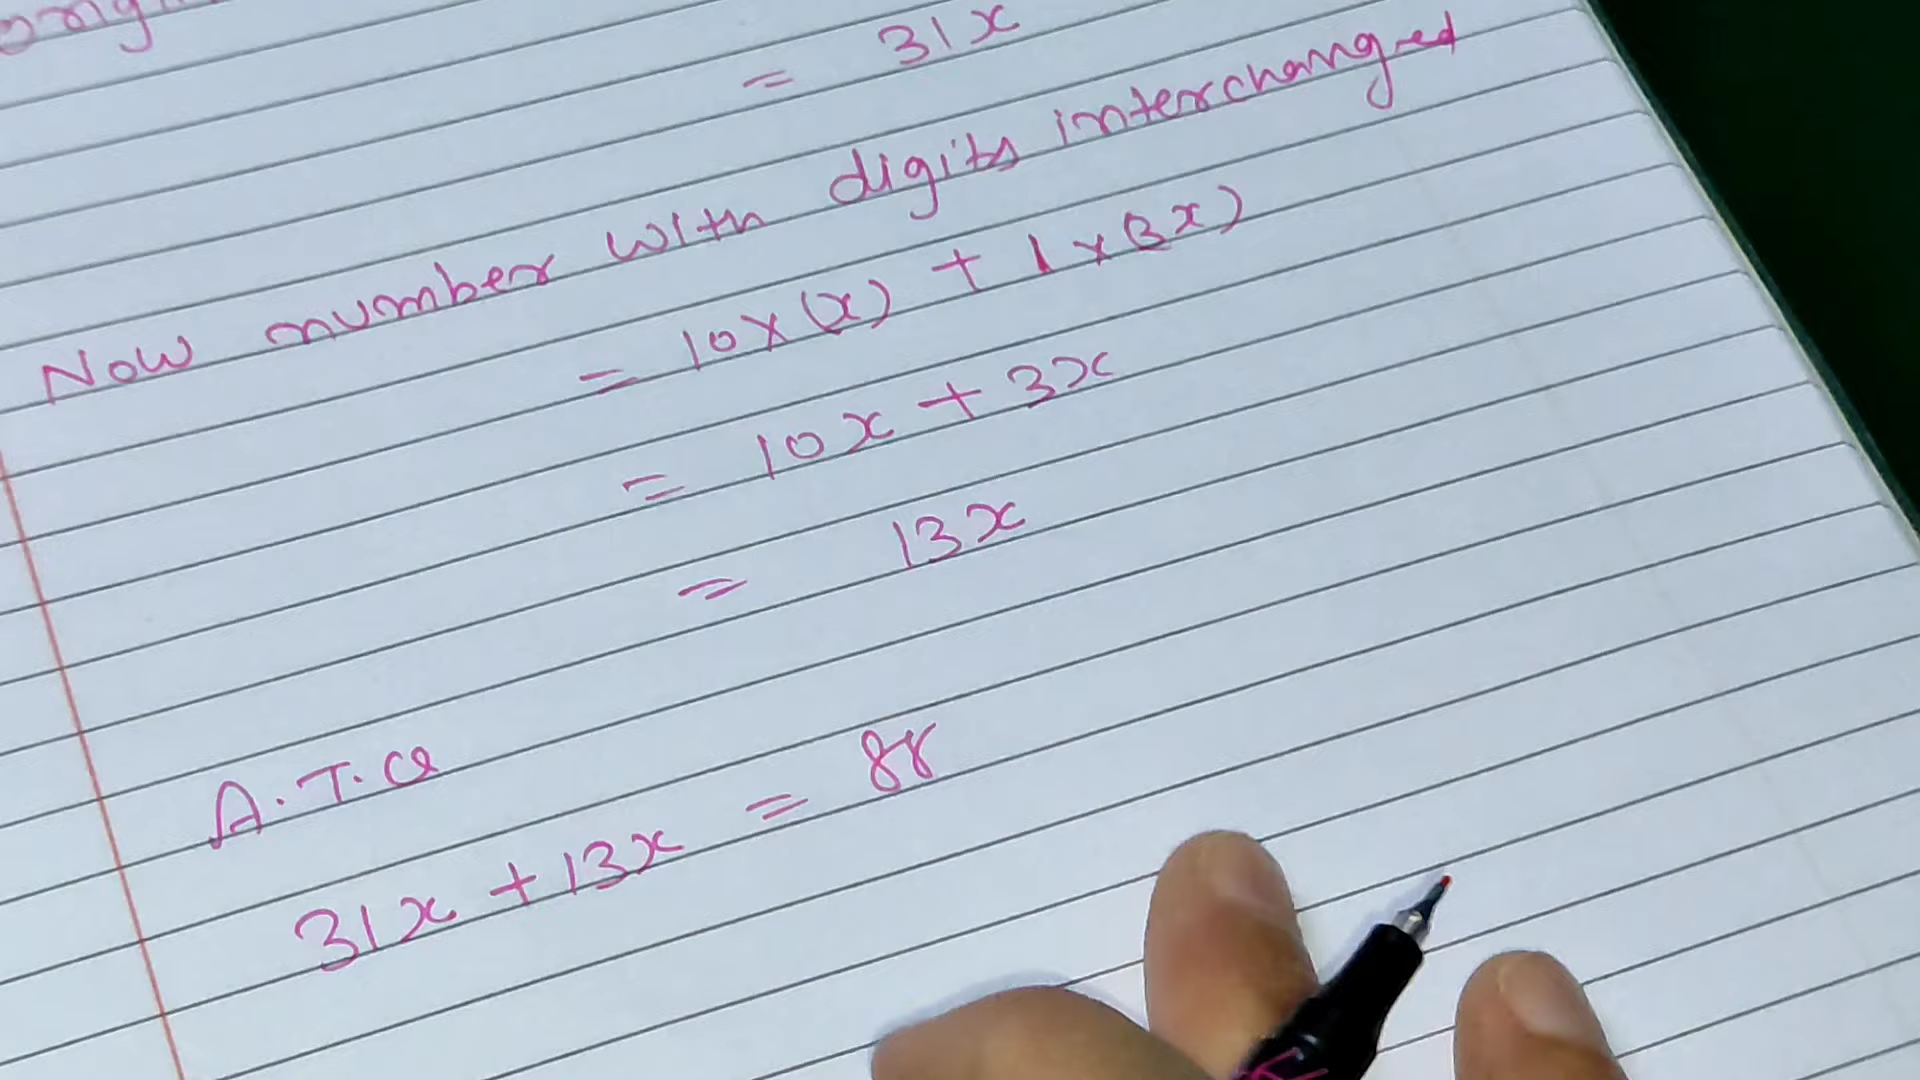 = 31x
Now number with digits interchanged
= 10 × (x) + 1 × (3x)
= 10x + 3x
= 13x
A.T.Q
31x + 13x = 88